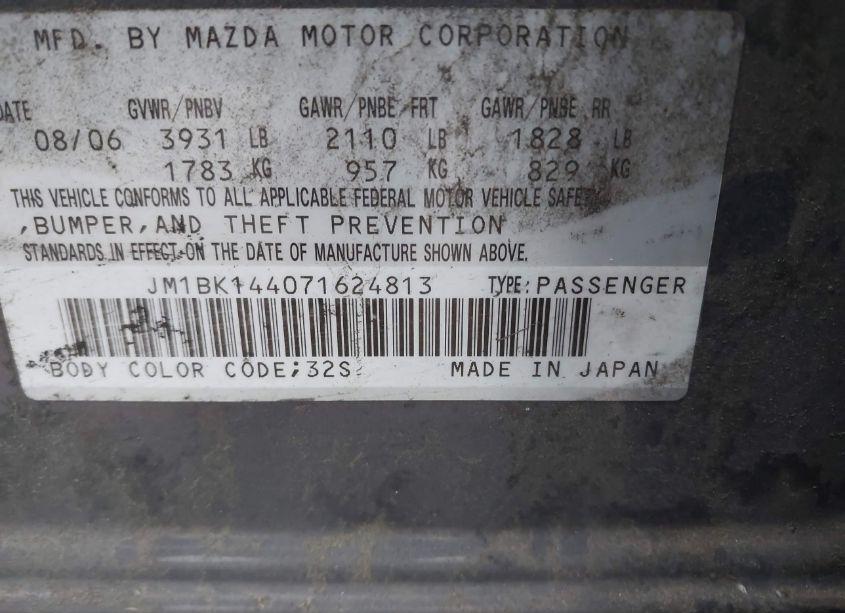 MFD. BY MAZDA MOTOR CORPORATION
DATE GVWR/PNBV GAWR/PNBE FRT GAWR/PNBE RR
08/06 3931 LB 2110 LB 1828 LB
1783 KG 957 KG 829 KG
THIS VEHICLE CONFORMS TO ALL APPLICABLE FEDERAL MOTOR VEHICLE SAFETY
,BUMPER,AND THEFT PREVENTION
STANDARDS IN EFFECT ON THE DATE OF MANUFACTURE SHOWN ABOVE.
JM1BK144071624813 TYPE:PASSENGER
BODY COLOR CODE;32S MADE IN JAPAN